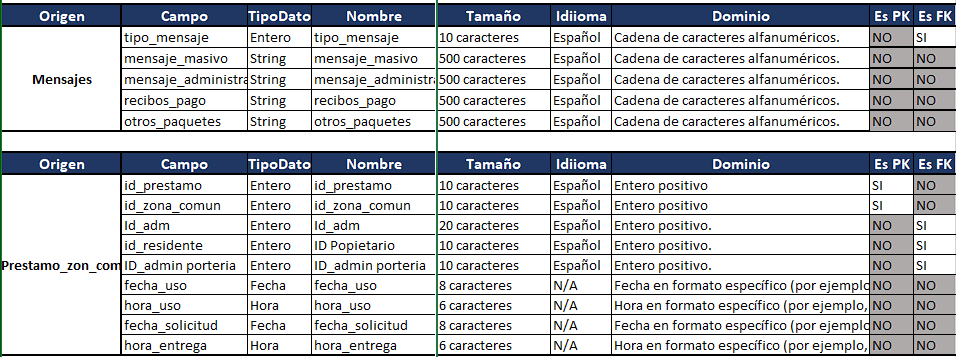 Origen Campo TipoDato Nombre Tamaño Idiioma Dominio Es PK Es FK
tipo_mensaje Entero tipo_mensaje 10 caracteres Español Cadena de caracteres alfanuméricos. NO SI
mensaje_masivo String mensaje_masivo 500 caracteres Español Cadena de caracteres alfanuméricos. NO NO
Mensajes mensaje_administra String mensaje_administra 500 caracteres Español Cadena de caracteres alfanuméricos. NO NO
recibos_pago String recibos_pago 500 caracteres Español Cadena de caracteres alfanuméricos. NO NO
otros_paquetes String otros_paquetes 500 caracteres Español Cadena de caracteres alfanuméricos. NO NO
Origen Campo TipoDato Nombre Tamaño Idiioma Dominio Es PK Es FK
id_prestamo Entero id_prestamo 10 caracteres Español Entero positivo SI NO
id_zona_comun Entero id_zona_comun 10 caracteres Español Entero positivo SI NO
Id_adm Entero Id_adm 20 caracteres Español Entero positivo. NO SI
id_residente Entero ID Popietario 10 caracteres Español Entero positivo. NO SI
Prestamo_zon_com ID_admin porteria Entero ID_admin porteria 10 caracteres Español Entero positivo. NO SI
fecha_uso Fecha fecha_uso 8 caracteres N/A Fecha en formato específico (por ejemplo NO NO
hora_uso Hora hora_uso 6 caracteres N/A Hora en formato específico (por ejemplo, NO NO
fecha_solicitud Fecha fecha_solicitud 8 caracteres N/A Fecha en formato específico (por ejemplo NO NO
hora_entrega Hora hora_entrega 6 caracteres N/A Hora en formato específico (por ejemplo, NO NO